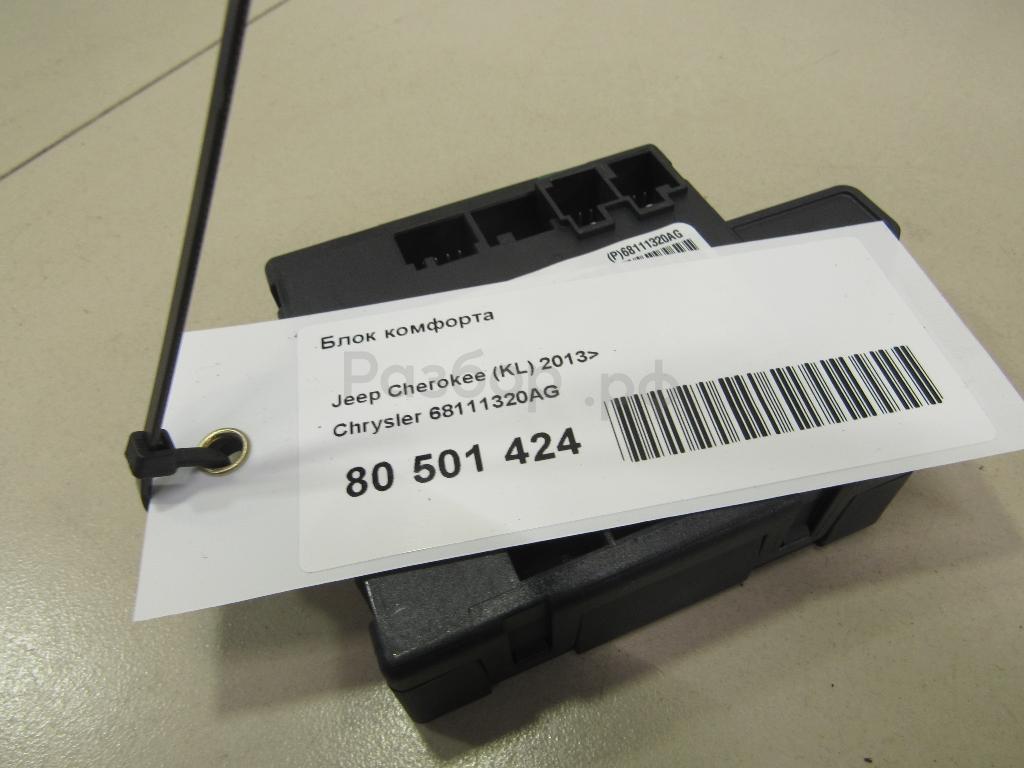 (P)68111320AG
Блок комфорта
Jeep Cherokee (KL) 2013>
Разбор.рф
Chrysler 68111320AG
80 501 424